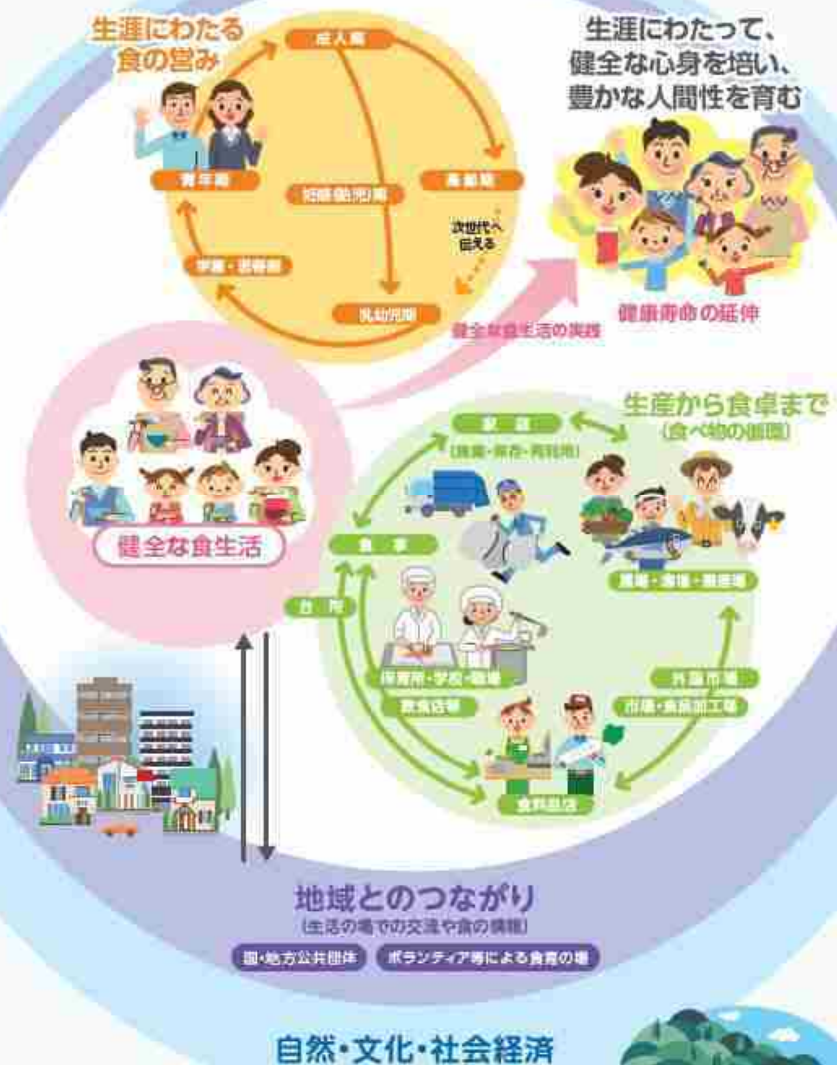 生涯にわたる
食の営み
成人期
青年期
妊娠(胎児)期
高齢期
次世代へ
伝える
学童・思春期
乳幼児期
生涯にわたって、
健全な心身を培い、
豊かな人間性を育む
健康寿命の延伸
健全な食生活の実践
健全な食生活
生産から食卓まで
(食べ物の循環)
家庭
(廃棄・保存・再利用)
食卓
台所
農場・漁場・畜産場
保育所・学校・職場
飲食店等
外国市場
市場・食品加工場
食料品店
地域とのつながり
(生活の場での交流や食の情報)
国・地方公共団体
ボランティア等による食育の場
自然・文化・社会経済